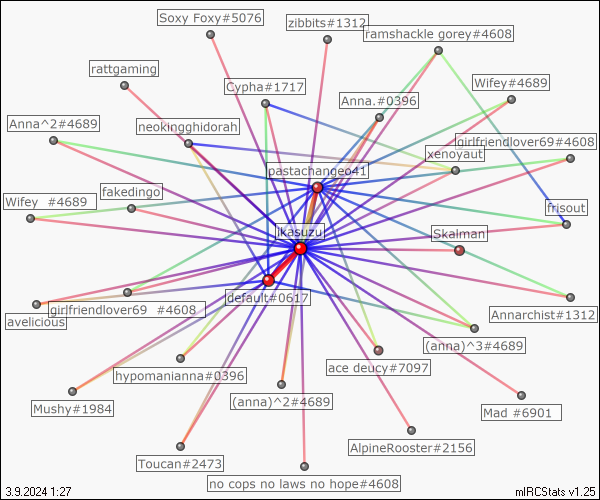 Soxy Foxy#5076
zibbits#1312
ramshackle gorey#4608
rattgaming
Cypha#1717
Wifey#4689
Anna.#0396
Anna^2#4689
neokingghidorah
girlfriendlover69#4608
xenoyaut
pastachangeo41
fakedingo
Wifey  #4689
frisout
ikasuzu
Skalman
default#0617
girlfriendlover69  #4608
Annarchist#1312
avelicious
(anna)^3#4689
ace deucy#7097
hypomanianna#0396
(anna)^2#4689
Mushy#1984
Mad #6901
AlpineRooster#2156
Toucan#2473
no cops no laws no hope#4608
3.9.2024 1:27
mIRCStats v1.25